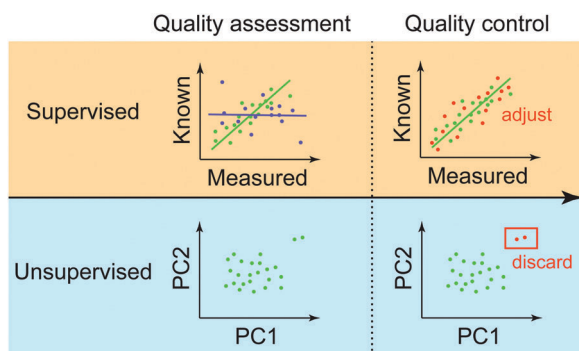 Quality assessment
Quality control
Supervised
Known
Measured
Known
adjust
Measured
Unsupervised
PC2
PC1
PC2
discard
PC1